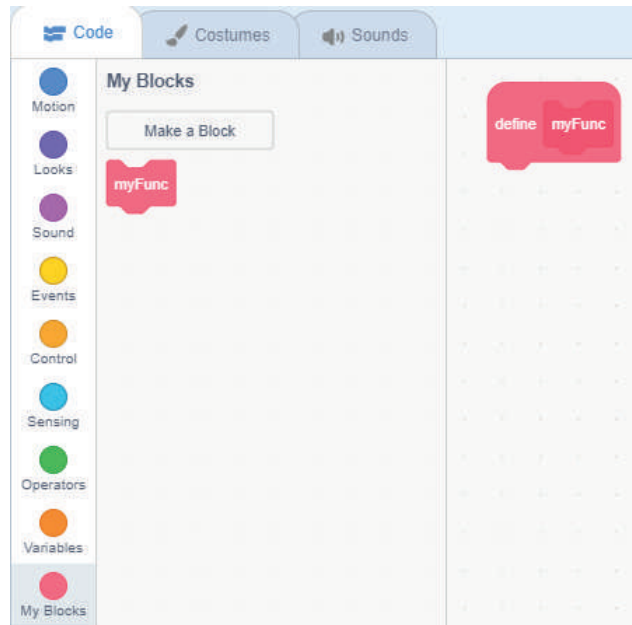 Code
Costumes
Sounds
Motion
Looks
Sound
Events
Control
Sensing
Operators
Variables
My Blocks
My Blocks
Make a Block
myFunc
define myFunc